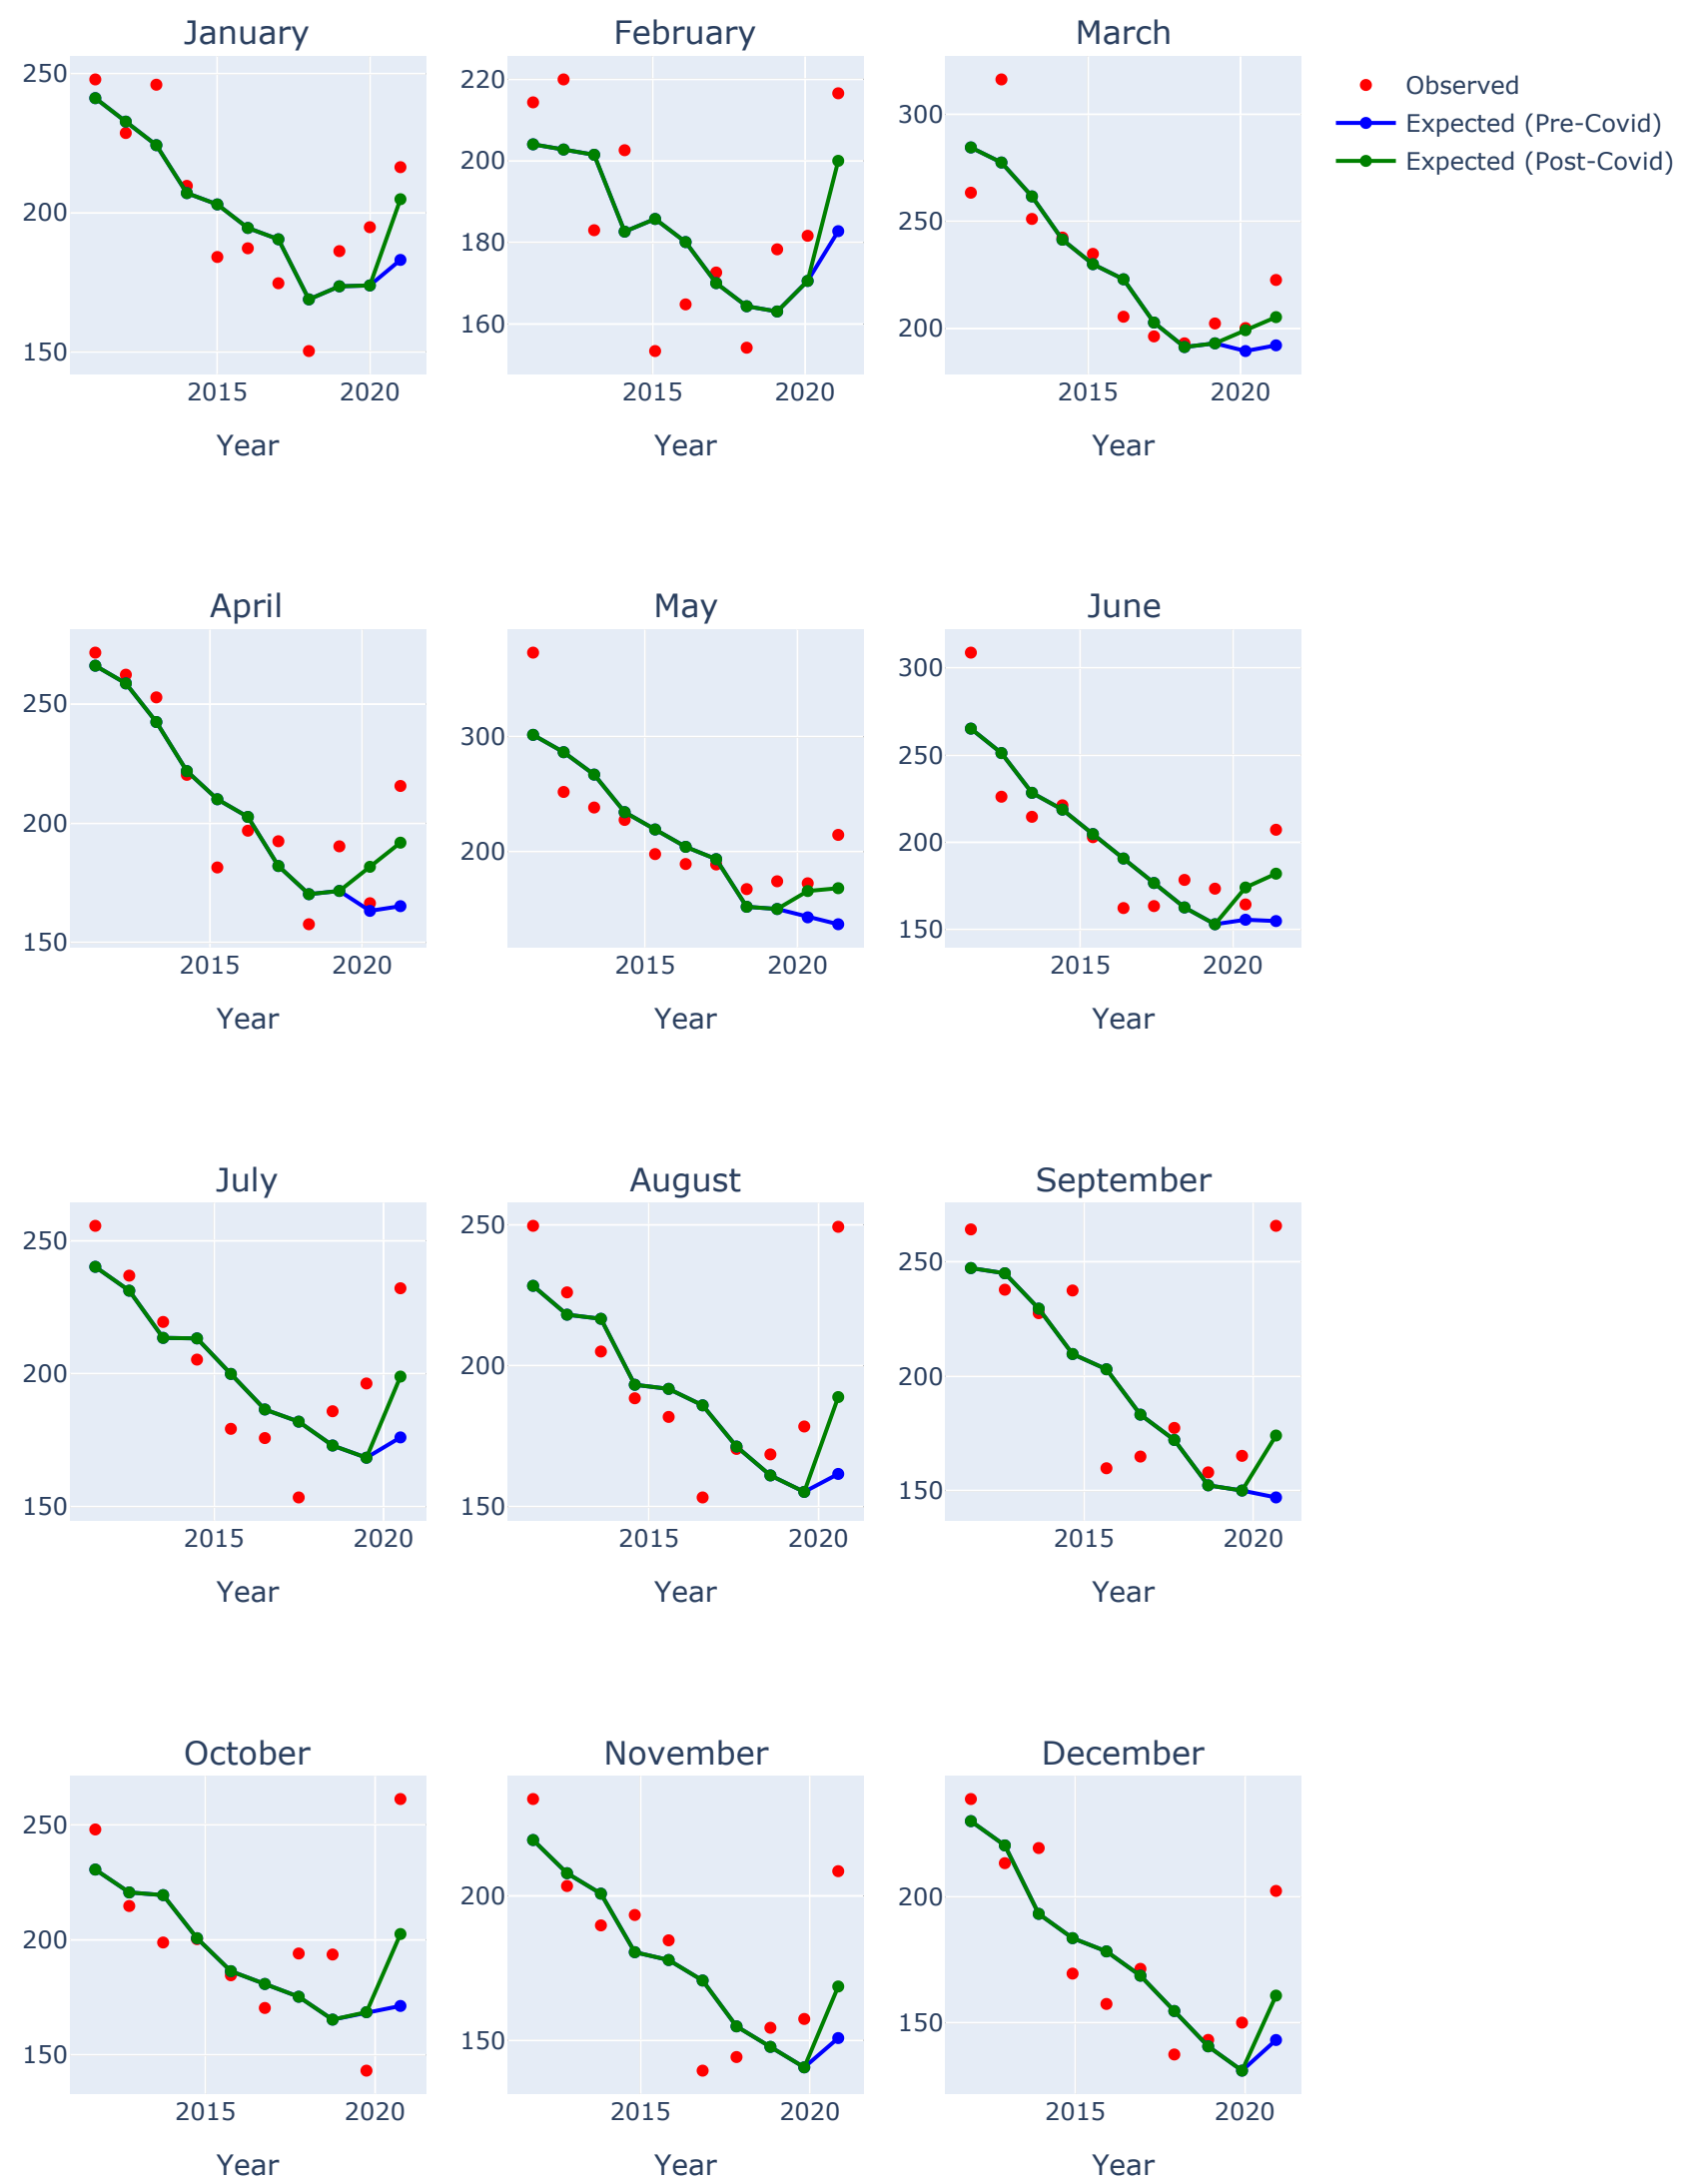 January
February
March
250
200
150
2015
2020
Year
220
200
180
160
2015
2020
Year
300
250
200
2015
2020
Year
Observed
Expected (Pre-Covid)
Expected (Post-Covid)
April
May
June
250
200
150
2015
2020
Year
300
200
2015
2020
Year
300
250
200
150
2015
2020
Year
July
August
September
250
200
150
2015
2020
Year
250
200
150
2015
2020
Year
250
200
150
2015
2020
Year
October
November
December
250
200
150
2015
2020
Year
200
150
2015
2020
Year
200
150
2015
2020
Year